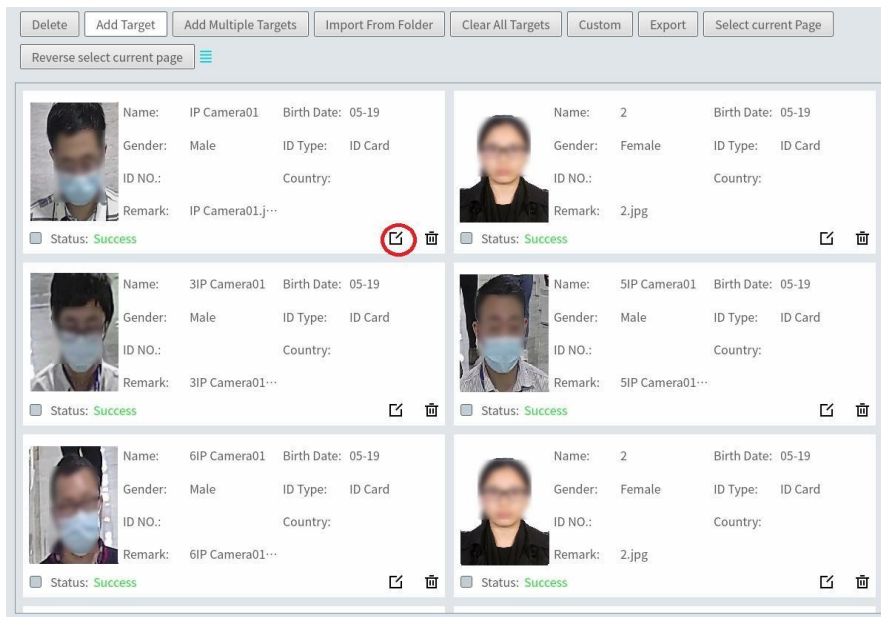 Delete Add Target Add Multiple Targets Import From Folder Clear All Targets Custom Export Select current Page
Reverse select current page
Name: IP Camera01 Birth Date: 05-19
Gender: Male ID Type: ID Card
ID NO.: Country:
Remark: IP Camera01.j···
Status: Success
Name: 2 Birth Date: 05-19
Gender: Female ID Type: ID Card
ID NO.: Country:
Remark: 2.jpg
Status: Success
Name: 3IP Camera01 Birth Date: 05-19
Gender: Male ID Type: ID Card
ID NO.: Country:
Remark: 3IP Camera01···
Status: Success
Name: 5IP Camera01 Birth Date: 05-19
Gender: Male ID Type: ID Card
ID NO.: Country:
Remark: 5IP Camera01···
Status: Success
Name: 6IP Camera01 Birth Date: 05-19
Gender: Male ID Type: ID Card
ID NO.: Country:
Remark: 6IP Camera01···
Status: Success
Name: 2 Birth Date: 05-19
Gender: Female ID Type: ID Card
ID NO.: Country:
Remark: 2.jpg
Status: Success